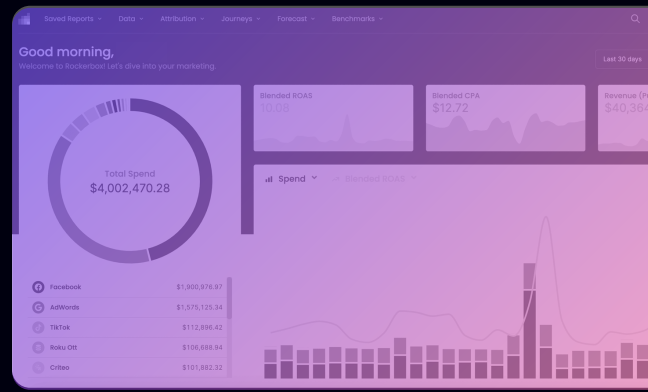 Saved Reports Data Attribution Journeys Forecast Benchmarks
Good morning,
Welcome to Rockerbox! Let's dive into your marketing.
Last 30 days
Total Spend
$4,002,470.28
Facebook $1,900,976.97
AdWords $1,575,125.34
TikTok $112,896.42
Roku Ott $106,688.94
Criteo $101,882.32
Blended ROAS
10.08
Blended CPA
$12.72
Revenue
$40,364
Spend Blended ROAS